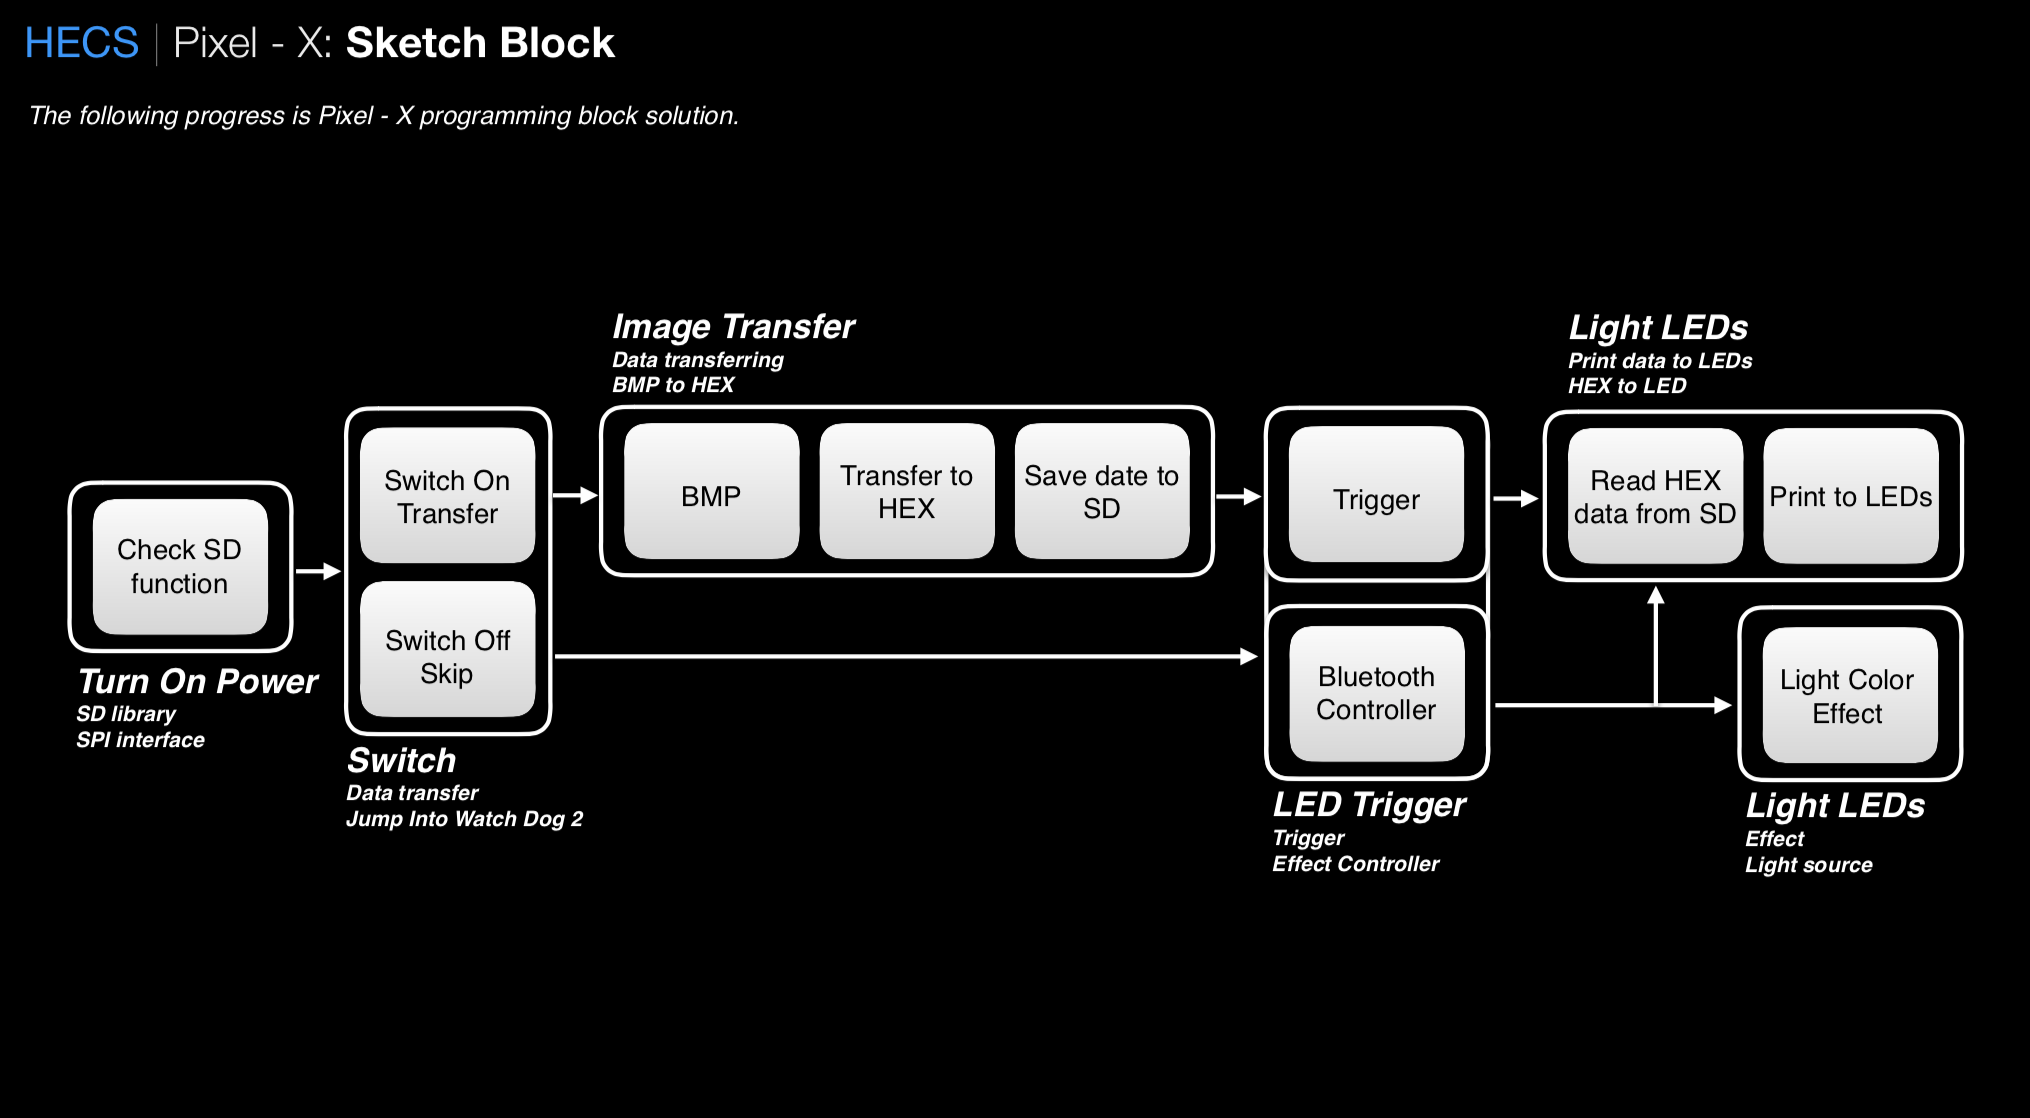 HECS | Pixel - X: Sketch Block
The following progress is Pixel - X programming block solution.
Image Transfer
Data transferring
BMP to HEX
Light LEDs
Print data to LEDs
HEX to LED
Check SD
function
Turn On Power
SD library
SPI interface
Switch On
Transfer
Switch Off
Skip
Switch
Data transfer
Jump Into Watch Dog 2
BMP
Transfer to
HEX
Save date to
SD
Trigger
Bluetooth
Controller
LED Trigger
Trigger
Effect Controller
Read HEX
data from SD
Print to LEDs
Light Color
Effect
Light LEDs
Effect
Light source